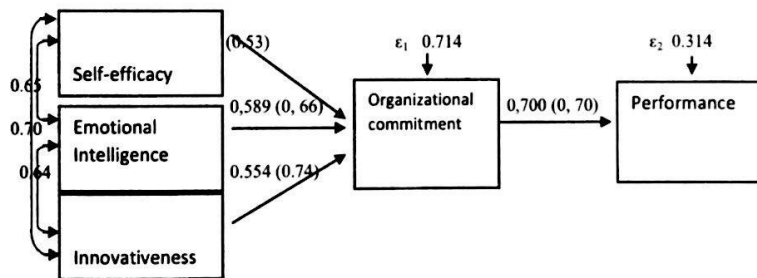 (0.53)
ε₁ 0.714
ε₂ 0.314
Self-efficacy
0.65
0,589 (0, 66)
Organizational
commitment
0,700 (0, 70)
Performance
0.70
Emotional
Intelligence
0.64
0.554 (0.74)
Innovativeness